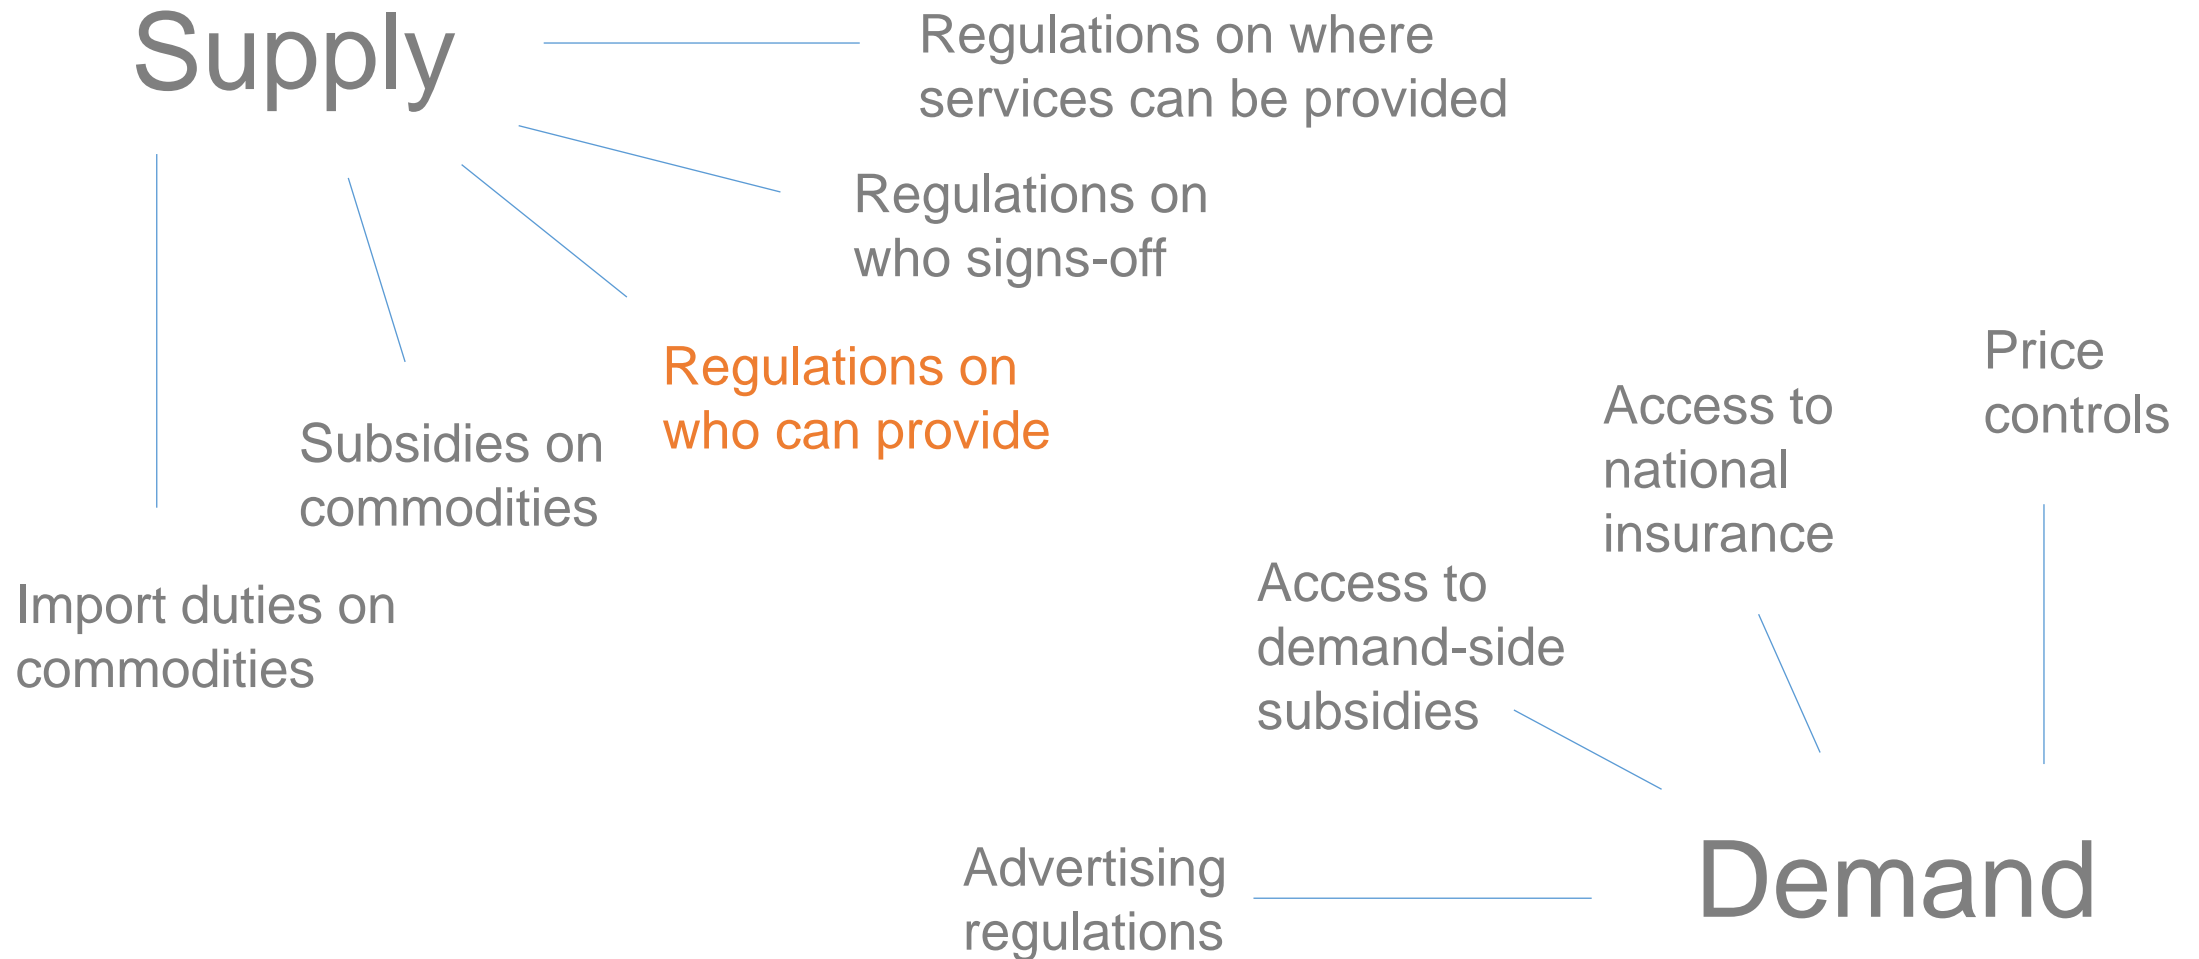 Supply
Regulations on where
services can be provided
Regulations on
who signs-off
Regulations on
who can provide
Subsidies on
commodities
Import duties on
commodities
Price
controls
Access to
national
insurance
Access to
demand-side
subsidies
Advertising
regulations
Demand